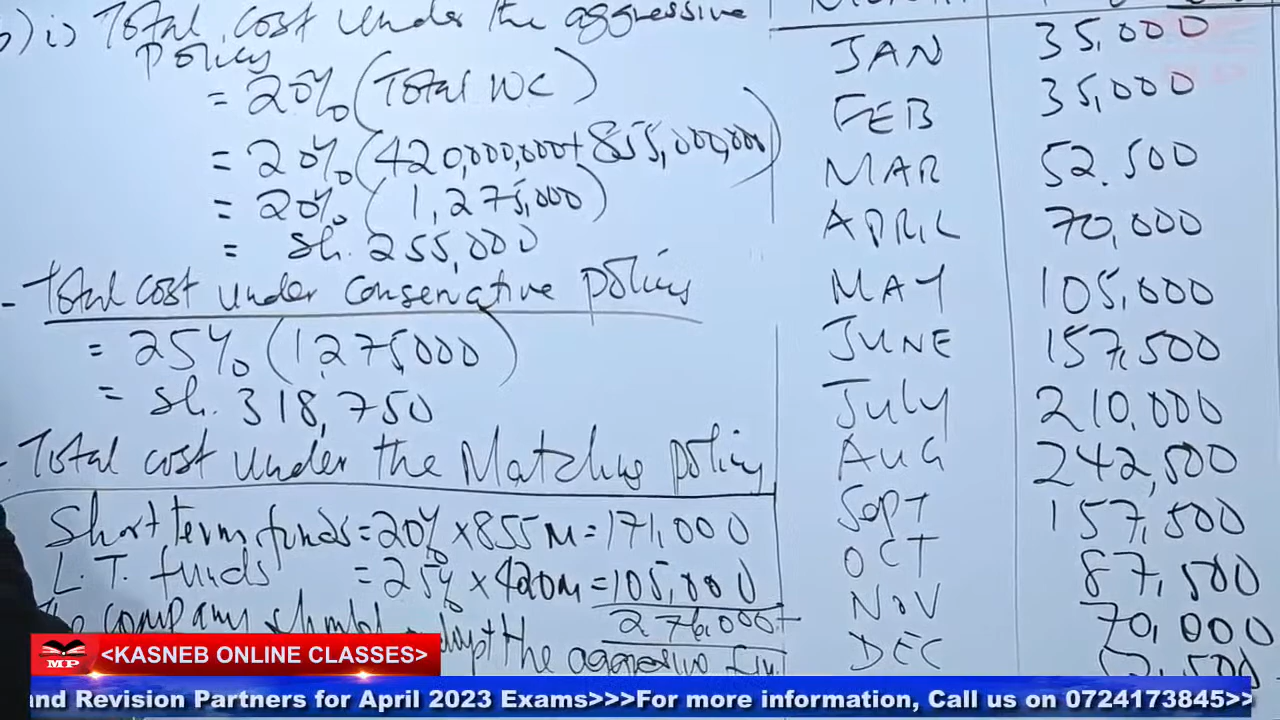 b) i) Total cost under the aggressive
policy
= 20% (Total WC)
= 20% (420,000,000 + 855,000,000)
= 20% (1,275,000)
= Sh. 255,000
- Total cost under conservative policy
= 25% (1,275,000)
= Sh. 318,750
- Total cost under the Matching policy
Short term funds = 20% x 855M = 171,000
L.T. funds = 25% x 420M = 105,000
276,000
The company should adopt the aggressive
JAN 35,000
FEB 35,000
MAR 52,500
APRIL 70,000
MAY 105,000
JUNE 157,500
July 210,000
AUG 242,500
Sept 157,500
OCT 87,500
NOV 70,000
DEC
MP
<KASNEB ONLINE CLASSES>
and Revision Partners for April 2023 Exams>>>For more information, Call us on 0724173845>>